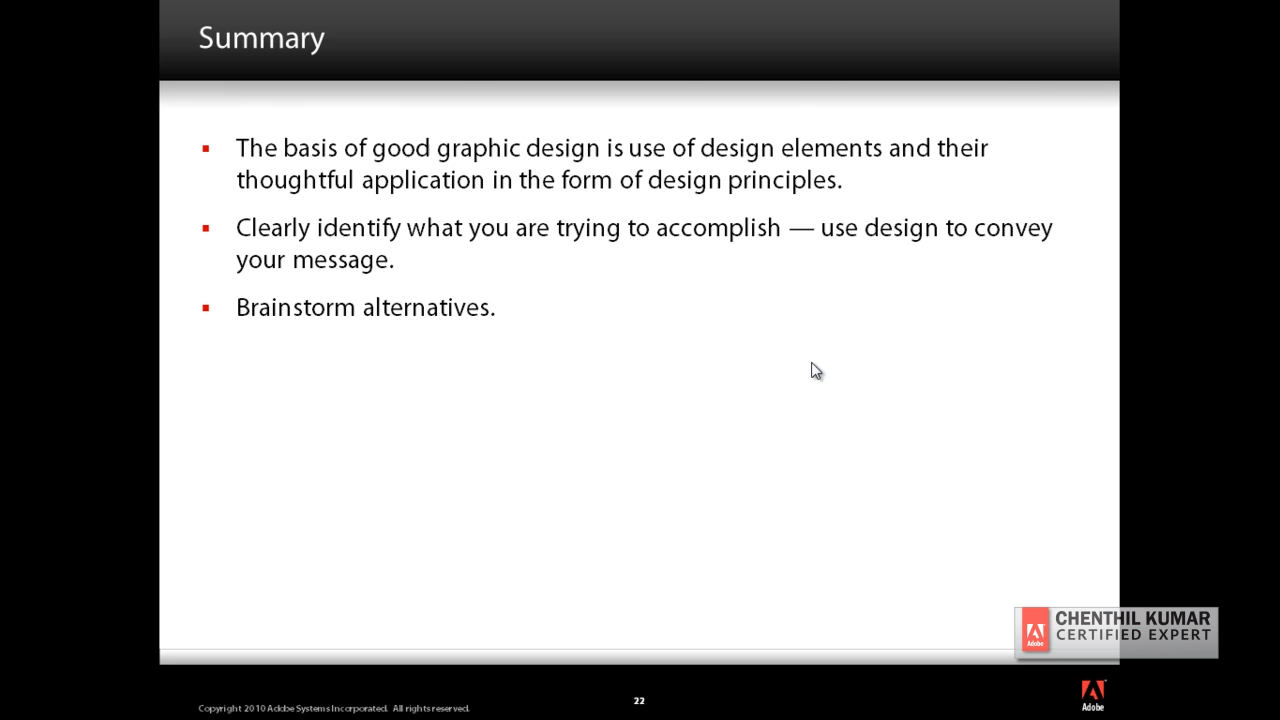 Summary
▪ The basis of good graphic design is use of design elements and their
thoughtful application in the form of design principles.
▪ Clearly identify what you are trying to accomplish — use design to convey
your message.
▪ Brainstorm alternatives.
CHENTHIL KUMAR
CERTIFIED EXPERT
Adobe
22
Copyright 2010 Adobe Systems Incorporated. All rights reserved.
Adobe